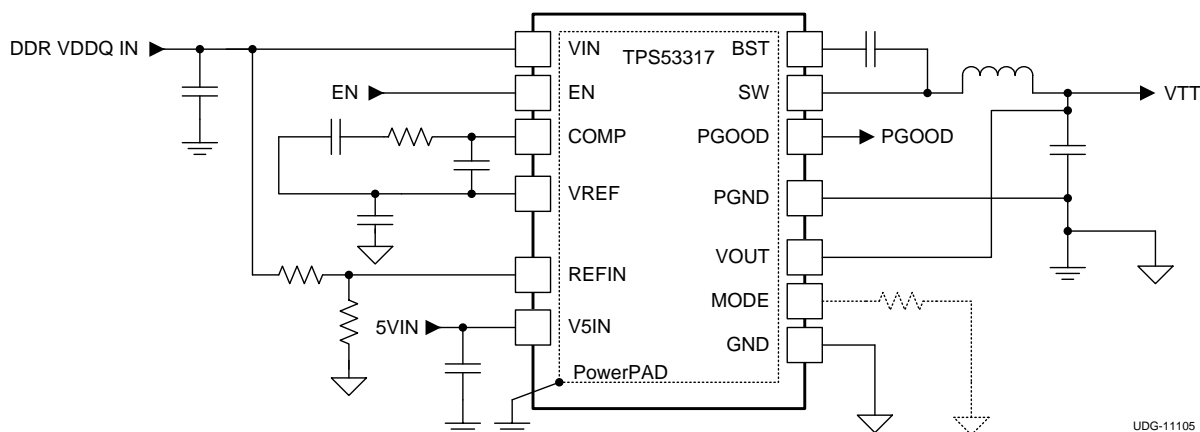 DDR VDDQ IN
VIN
TPS53317
BST
EN
EN
SW
VTT
COMP
PGOOD
PGOOD
VREF
PGND
VOUT
REFIN
MODE
5VIN
V5IN
GND
PowerPAD
UDG-11105